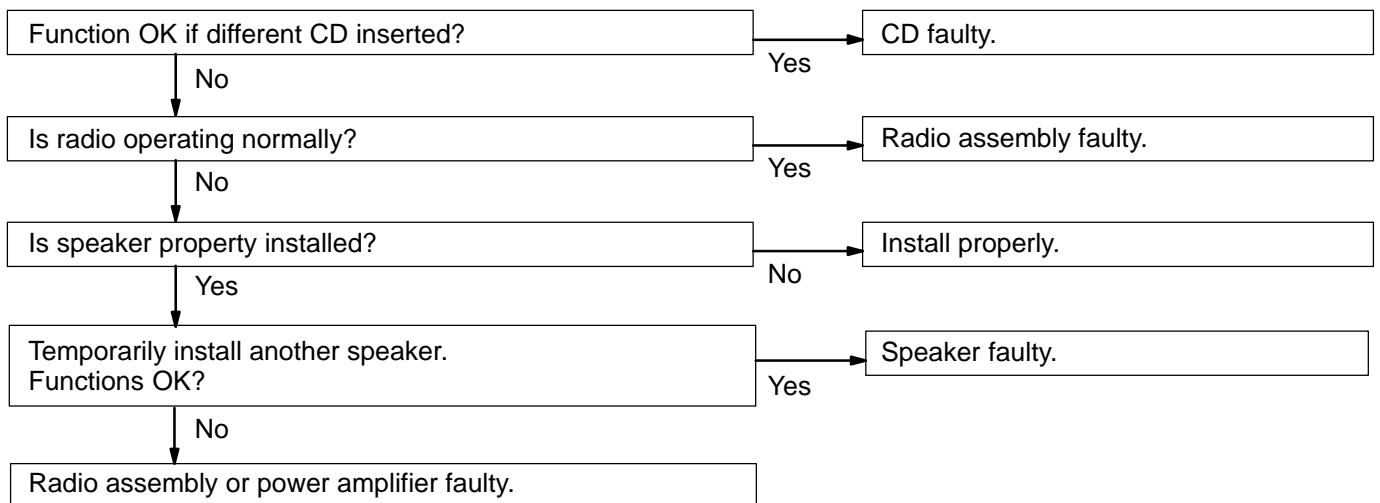 Function OK if different CD inserted?
Yes
CD faulty.
No
Is radio operating normally?
Yes
Radio assembly faulty.
No
Is speaker property installed?
No
Install properly.
Yes
Temporarily install another speaker.
Functions OK?
Yes
Speaker faulty.
No
Radio assembly or power amplifier faulty.